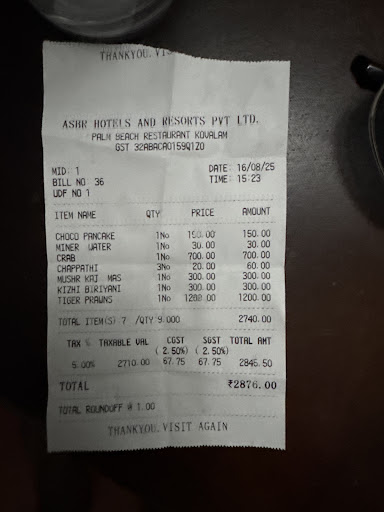 THANKYOU.VIS
ASBR HOTELS AND RESORTS PVT LTD.
PALM BEACH RESTAURANT KOVALAM
GST 32ABACA0159Q1Z0
MID: 1 DATE: 16/08/25
BILL NO 36 TIME: 15:23
UDF NO 1
ITEM NAME QTY PRICE AMOUNT
CHOCO PANCAKE 1No 150.00 150.00
MINER WATER 1No 30.00 30.00
CRAB 1No 700.00 700.00
CHAPPATHI 3No 20.00 60.00
MUSHR KAJ MAS 1No 300.00 300.00
KIZHI BIRIYANI 1No 300.00 300.00
TIGER PRAWNS 1No 1200.00 1200.00
TOTAL ITEM(S) 7 /QTY 9.000 2740.00
TAX % TAXABLE VAL CGST SGST TOTAL AMT
( 2.50%) ( 2.50%)
5.00% 2710.00 67.75 67.75 2845.50
TOTAL ₹2876.00
TOTAL ROUNDOFF 1.00
THANKYOU.VISIT AGAIN